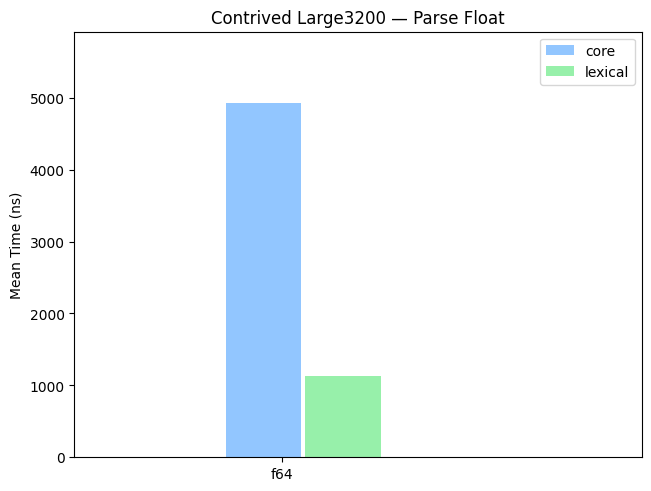 Contrived Large3200 — Parse Float
core
lexical
Mean Time (ns)
5000
4000
3000
2000
1000
0
f64